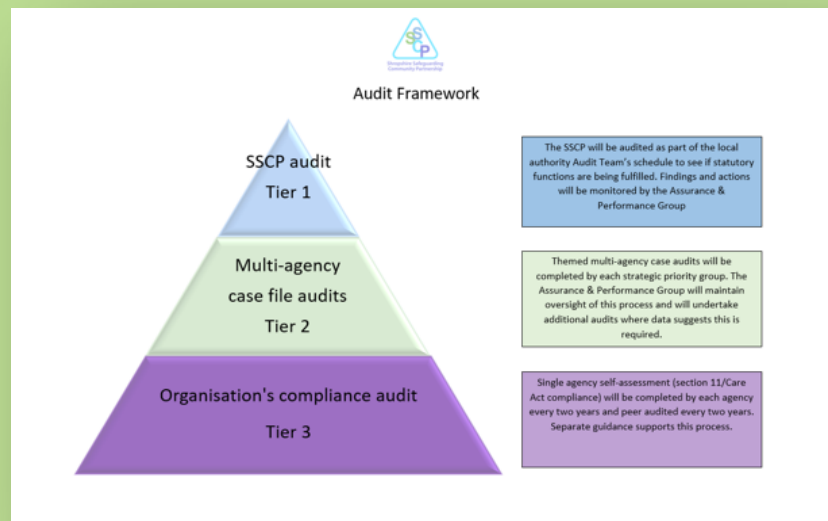 SSCP
Shropshire Safeguarding
Community Partnership
Audit Framework
SSCP audit
Tier 1
The SSCP will be audited as part of the local
authority Audit Team's schedule to see if statutory
functions are being fulfilled. Findings and actions
will be monitored by the Assurance &
Performance Group
Multi-agency
case file audits
Tier 2
Themed multi-agency case audits will be
completed by each strategic priority group. The
Assurance & Performance Group will maintain
oversight of this process and will undertake
additional audits where data suggests this is
required.
Organisation's compliance audit
Tier 3
Single agency self-assessment (section 11/Care
Act compliance) will be completed by each agency
every two years and peer audited every two years.
Separate guidance supports this process.